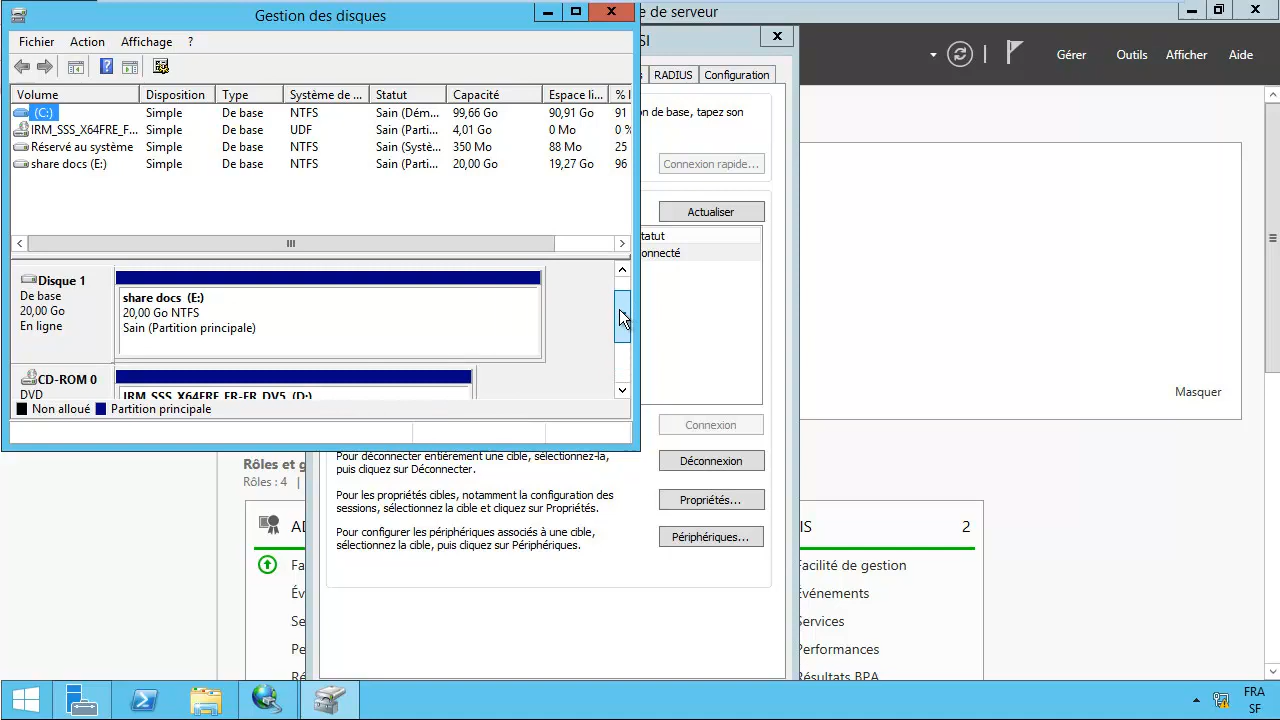 Gestion des disques
e de serveur
SI
Fichier Action Affichage ?
Gérer Outils Afficher Aide
s RADIUS Configuration
Volume Disposition Type Système de ... Statut Capacité Espace li... % l
(C:) Simple De base NTFS Sain (Dém... 99,66 Go 90,91 Go 91
IRM_SSS_X64FRE_F... Simple De base UDF Sain (Parti... 4,01 Go 0 Mo 0 %
Réservé au système Simple De base NTFS Sain (Systè... 350 Mo 88 Mo 25
share docs (E:) Simple De base NTFS Sain (Parti... 20,00 Go 19,27 Go 96
on de base, tapez son
Connexion rapide...
Actualiser
tatut
onnecté
Disque 1
De base
20,00 Go
En ligne
share docs (E:)
20,00 Go NTFS
Sain (Partition principale)
CD-ROM 0
DVD
IRM_SSS_X64FRE_FR-FR_DV5 (D:)
Non alloué Partition principale
Masquer
Connexion
Pour déconnecter entièrement une cible, sélectionnez-la,
puis cliquez sur Déconnecter.
Déconnexion
Pour les propriétés cibles, notamment la configuration des
sessions, sélectionnez la cible et cliquez sur Propriétés.
Propriétés...
Pour configurer les périphériques associés à une cible,
sélectionnez la cible, puis cliquez sur Périphériques.
Périphériques...
Rôles et g
Rôles : 4 |
AD
Fa
Év
Se
Pe
Ré
IS 2
Facilité de gestion
Événements
Services
Performances
Résultats BPA
FRA
SF